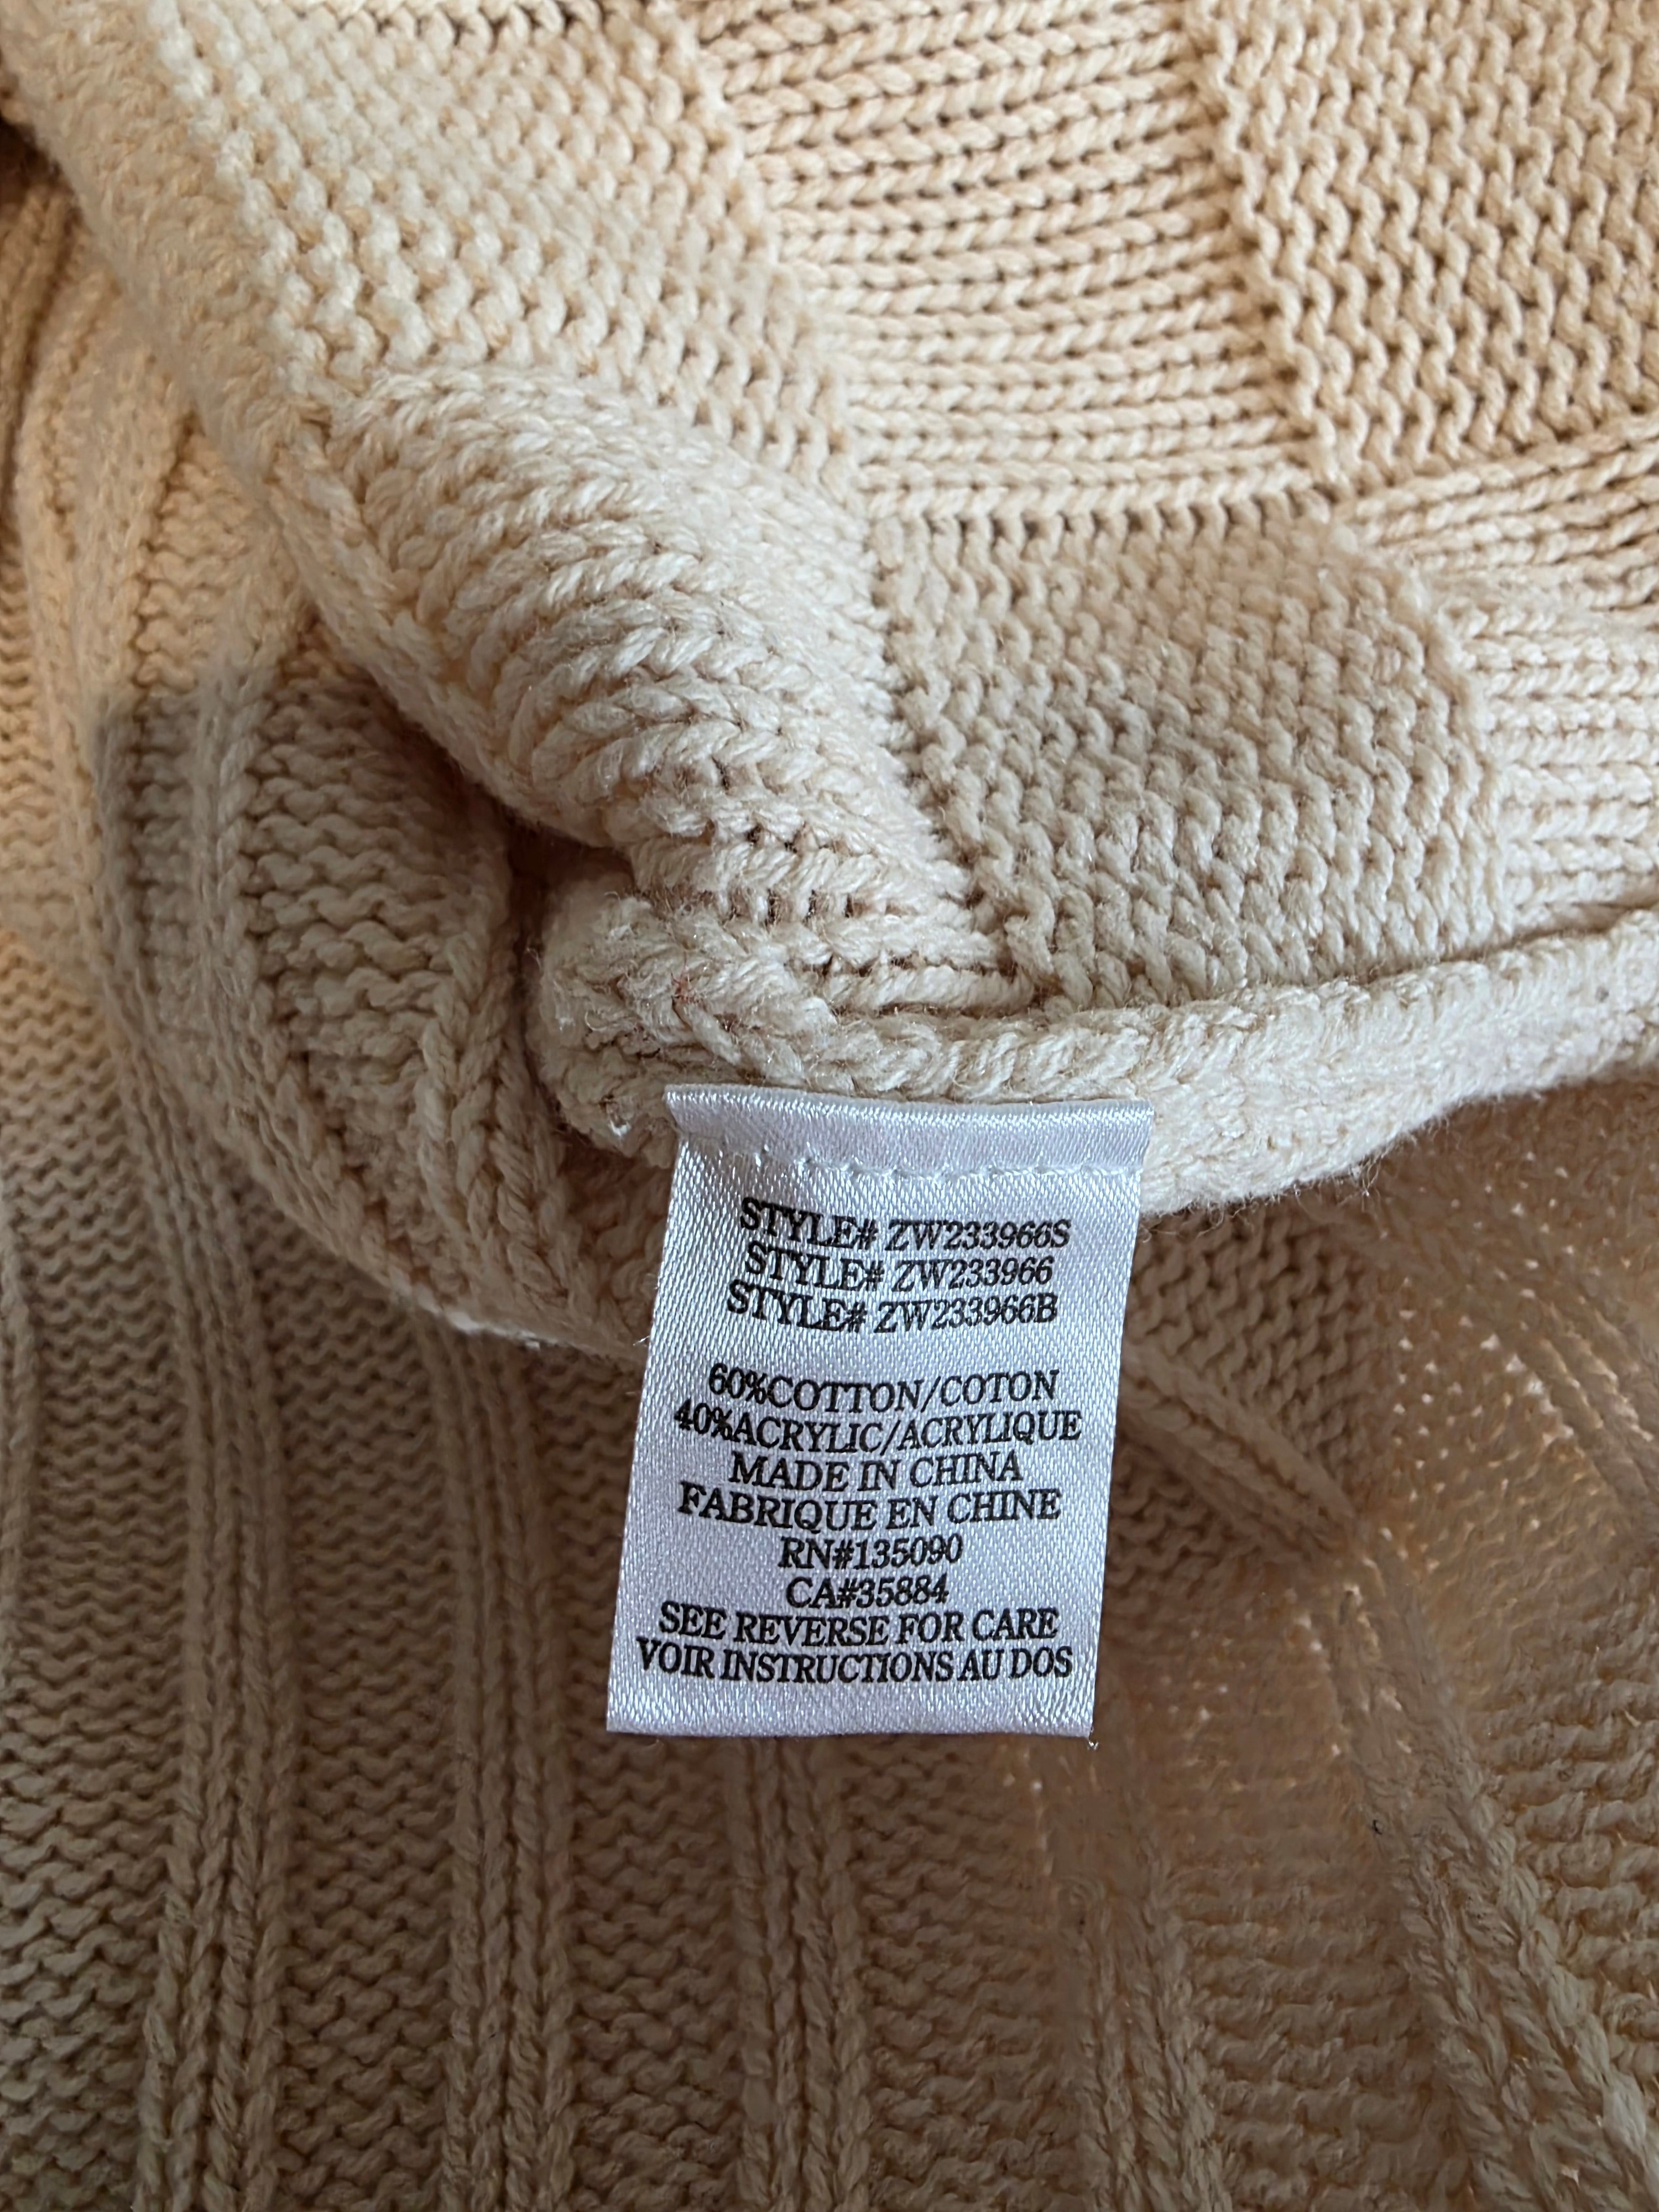 STYLE# ZW233966S
STYLE# ZW233966
STYLE# ZW233966B
60%COTTON/COTON
40%ACRYLIC/ACRYLIQUE
MADE IN CHINA
FABRIQUE EN CHINE
RN#135090
CA#35884
SEE REVERSE FOR CARE
VOIR INSTRUCTIONS AU DOS